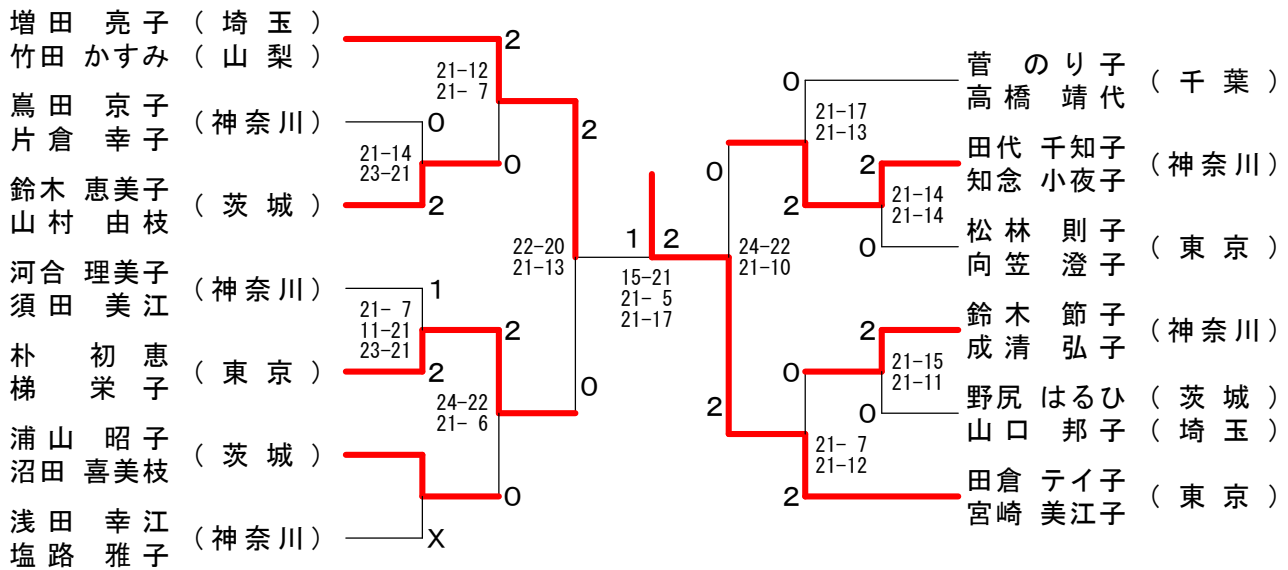 増田 亮子 (埼玉)
竹田 かすみ (山梨)
2
21-12
21- 7
嶌田 京子
片倉 幸子
(神奈川)
0
2
21-14
23-21
0
鈴木 恵美子
山村 由枝
(茨城)
2
22-20
21-13
河合 理美子
須田 美江
(神奈川)
1
21- 7
11-21
23-21
2
朴 初恵
梯 栄子
(東京)
2
0
24-22
21- 6
浦山 昭子
沼田 喜美枝
(茨城)
0
浅田 幸江
塩路 雅子
(神奈川)
X
1
2
15-21
21- 5
21-17
菅 のり子
高橋 靖代
(千葉)
0
21-17
21-13
0
田代 千知子
知念 小夜子
(神奈川)
2
2
21-14
21-14
松林 則子
向笠 澄子
(東京)
0
24-22
21-10
鈴木 節子
成清 弘子
(神奈川)
2
21-15
21-11
0
野尻 はるひ (茨城)
山口 邦子 (埼玉)
0
2
21- 7
21-12
田倉 テイ子
宮崎 美江子
(東京)
2